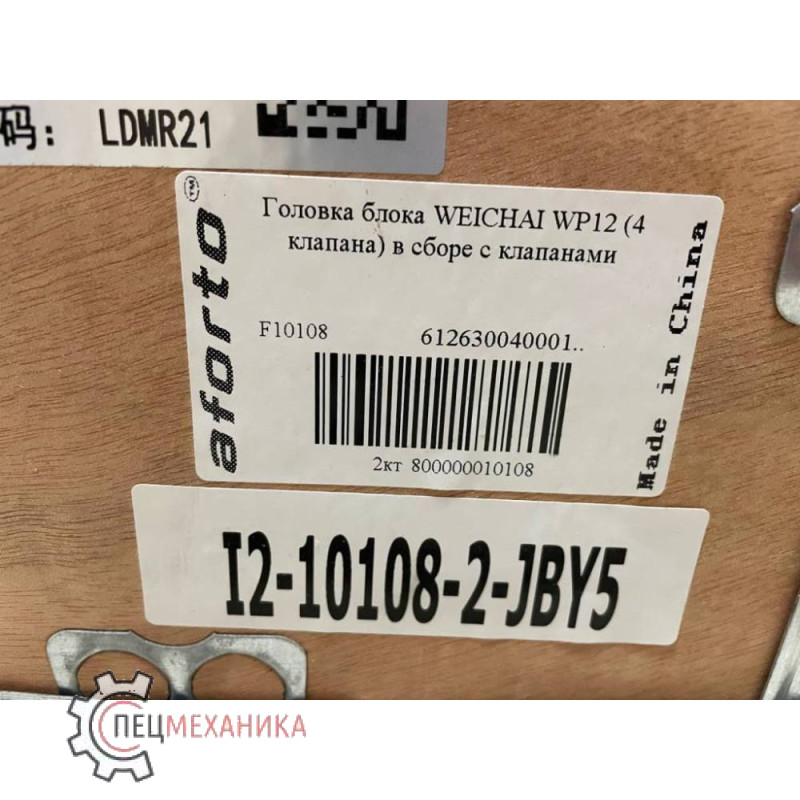 码: LDMR21
aforto™
Головка блока WEICHAI WP12 (4
клапана) в сборе с клапанами
F10108 612630040001..
2кт 800000010108
Made in China
I2-10108-2-JBY5
СПЕЦМЕХАНИКА